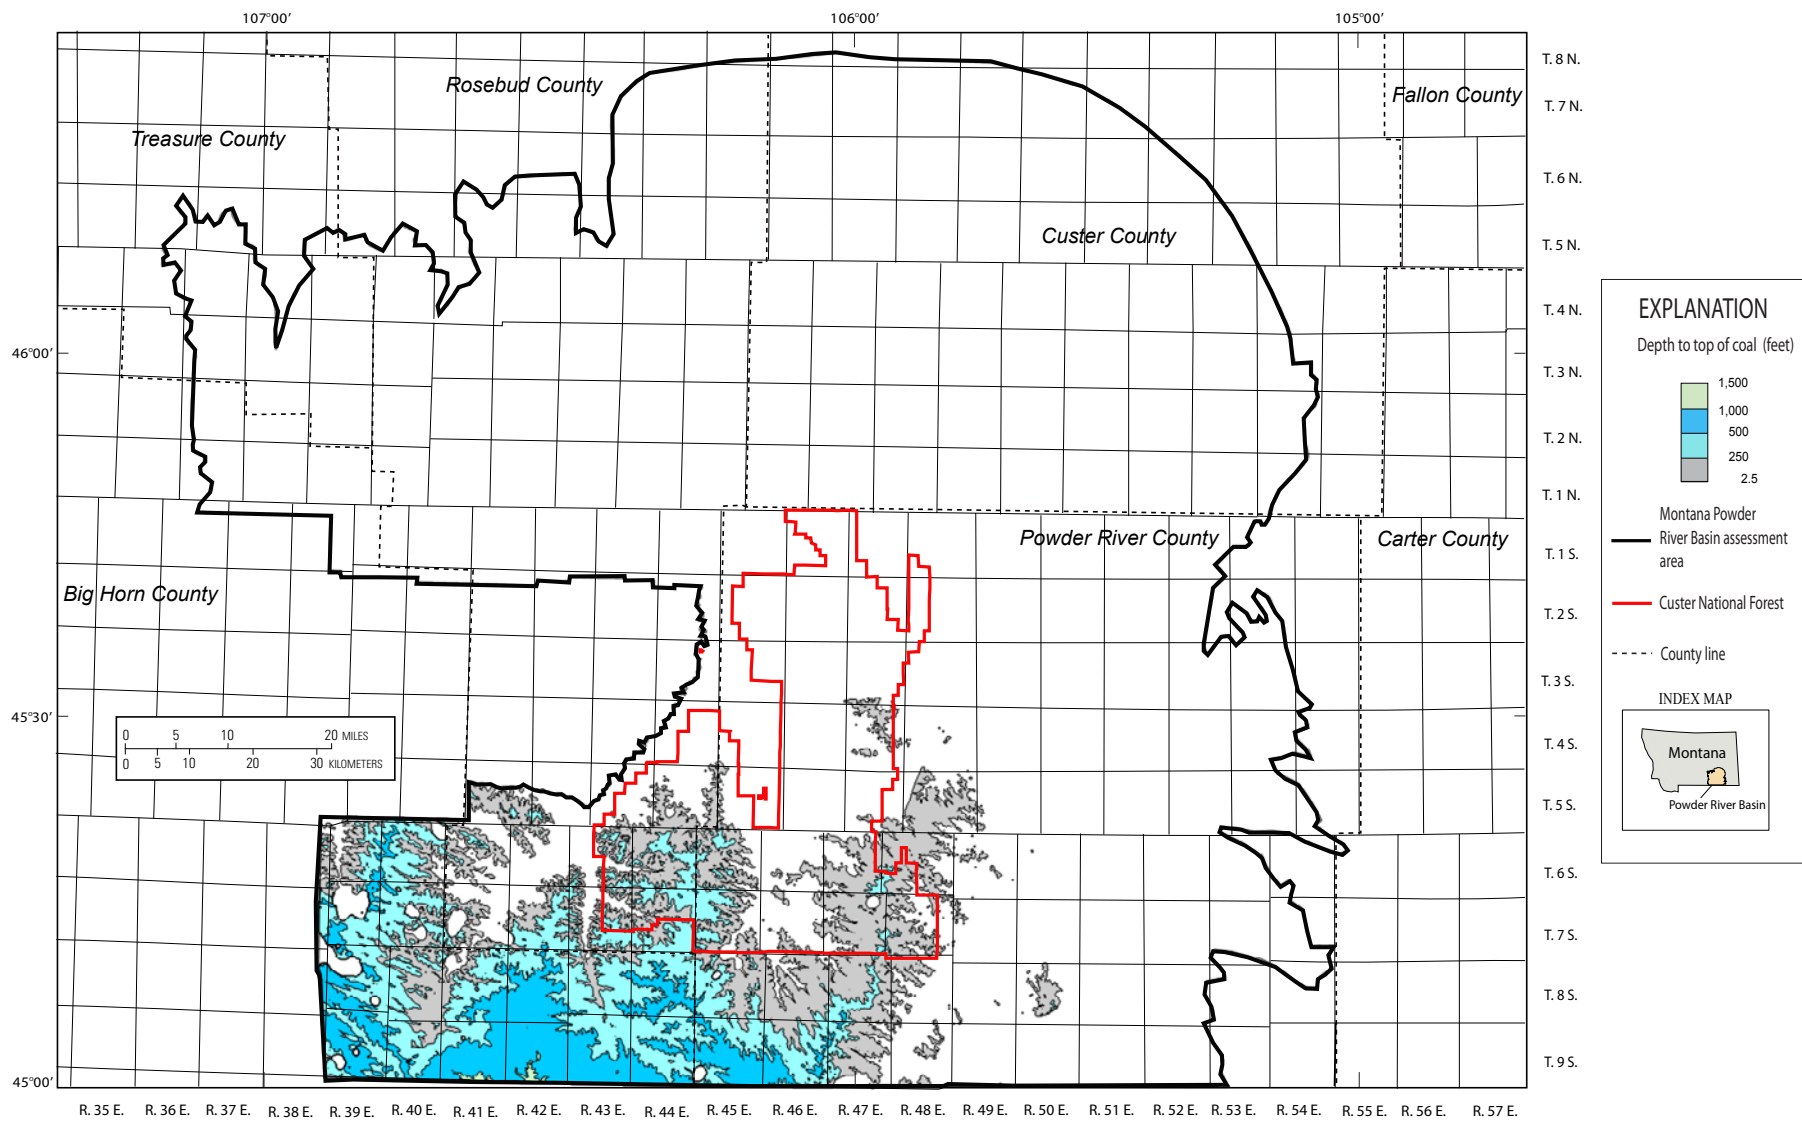 107°00′ 106°00′ 105°00′
Rosebud County
Fallon County
Treasure County
Custer County
Powder River County
Carter County
Big Horn County
46°00′
45°30′
45°00′
T. 8 N.
T. 7 N.
T. 6 N.
T. 5 N.
T. 4 N.
T. 3 N.
T. 2 N.
T. 1 N.
T. 1 S.
T. 2 S.
T. 3 S.
T. 4 S.
T. 5 S.
T. 6 S.
T. 7 S.
T. 8 S.
T. 9 S.
0 5 10 20 MILES
0 5 10 20 30 KILOMETERS
R. 35 E. R. 36 E. R. 37 E. R. 38 E. R. 39 E. R. 40 E. R. 41 E. R. 42 E. R. 43 E. R. 44 E. R. 45 E. R. 46 E. R. 47 E. R. 48 E. R. 49 E. R. 50 E. R. 51 E. R. 52 E. R. 53 E. R. 54 E. R. 55 E. R. 56 E. R. 57 E.
EXPLANATION
Depth to top of coal (feet)
1,500
1,000
500
250
2.5
Montana Powder
River Basin assessment
area
Custer National Forest
County line
INDEX MAP
Montana
Powder River Basin